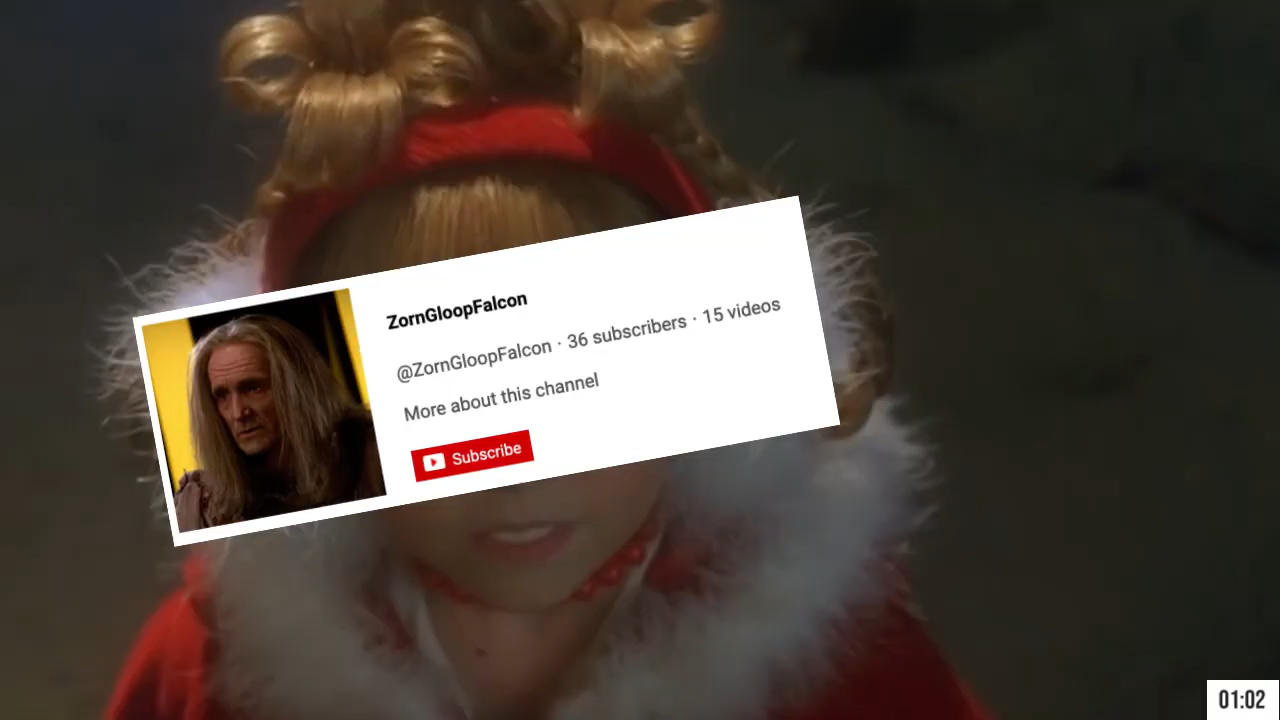 ZornGloopFalcon
@ZornGloopFalcon · 36 subscribers · 15 videos
More about this channel
Subscribe
01:02